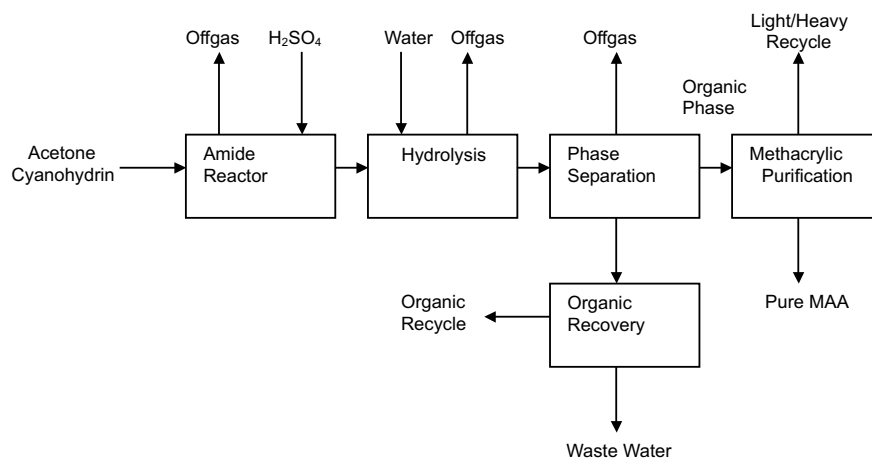 Light/Heavy
Recycle
Offgas
H₂SO₄
Water
Offgas
Offgas
Organic
Phase
Acetone
Cyanohydrin
Amide
Reactor
Hydrolysis
Phase
Separation
Methacrylic
Purification
Organic
Recycle
Organic
Recovery
Pure MAA
Waste Water